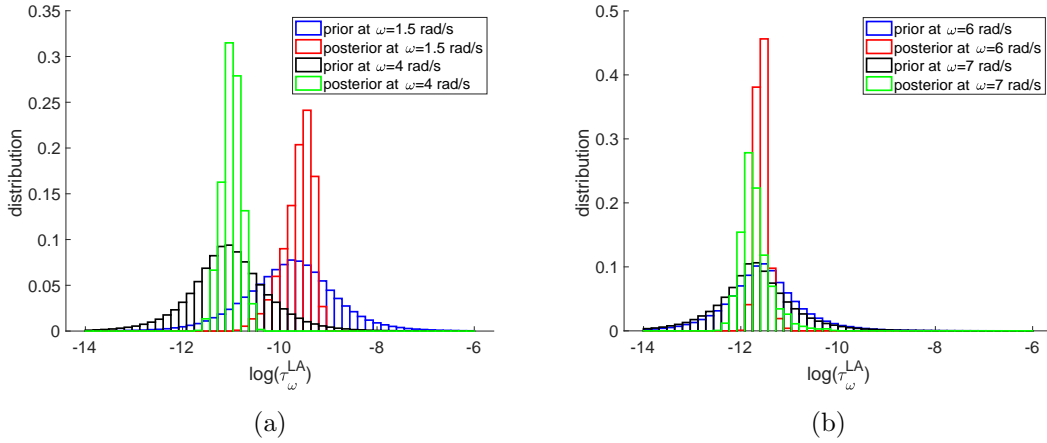 0.35
0.3
0.25
0.2
0.15
0.1
0.05
0
distribution
prior at ω=1.5 rad/s
posterior at ω=1.5 rad/s
prior at ω=4 rad/s
posterior at ω=4 rad/s
-14 -12 -10 -8 -6
log(τ_ω^LA)
(a)
0.5
0.4
0.3
0.2
0.1
0
distribution
prior at ω=6 rad/s
posterior at ω=6 rad/s
prior at ω=7 rad/s
posterior at ω=7 rad/s
-14 -12 -10 -8 -6
log(τ_ω^LA)
(b)